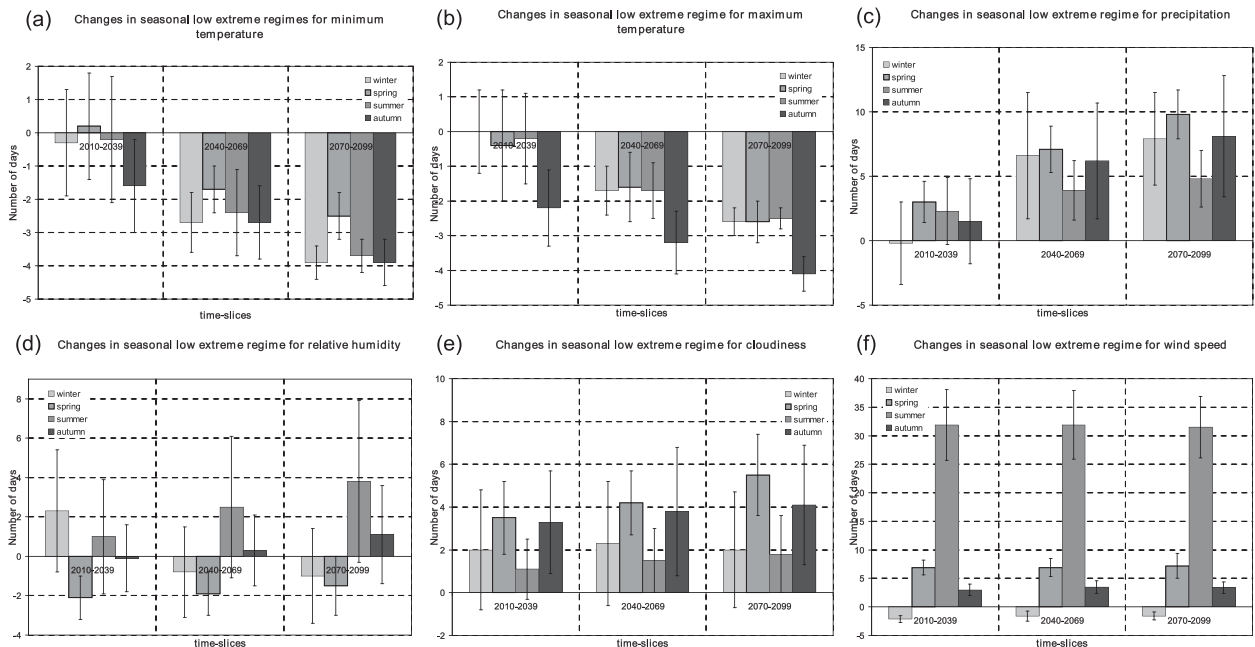 (a)
Changes in seasonal low extreme regimes for minimum
temperature
Number of days
2
1
0
-1
-2
-3
-4
-5
winter
spring
summer
autumn
2010-2039
2040-2069
2070-2099
time-slices
(b)
Changes in seasonal low extreme regime for maximum
temperature
Number of days
2
1
0
-1
-2
-3
-4
-5
winter
spring
summer
autumn
2010-2039
2040-2069
2070-2099
time-slices
(c)
Changes in seasonal low extreme regime for precipitation
Number of days
15
10
5
0
-5
winter
spring
summer
autumn
2010-2039
2040-2069
2070-2099
time-slices
(d)
Changes in seasonal low extreme regime for relative humidity
Number of days
8
6
4
2
0
-2
-4
winter
spring
summer
autumn
2010-2039
2040-2069
2070-2099
time-slices
(e)
Changes in seasonal low extreme regime for cloudiness
Number of days
10
8
6
4
2
0
-2
winter
spring
summer
autumn
2010-2039
2040-2069
2070-2099
time-slices
(f)
Changes in seasonal low extreme regime for wind speed
Number of days
40
35
30
25
20
15
10
5
0
-5
winter
spring
summer
autumn
2010-2039
2040-2069
2070-2099
time-slices